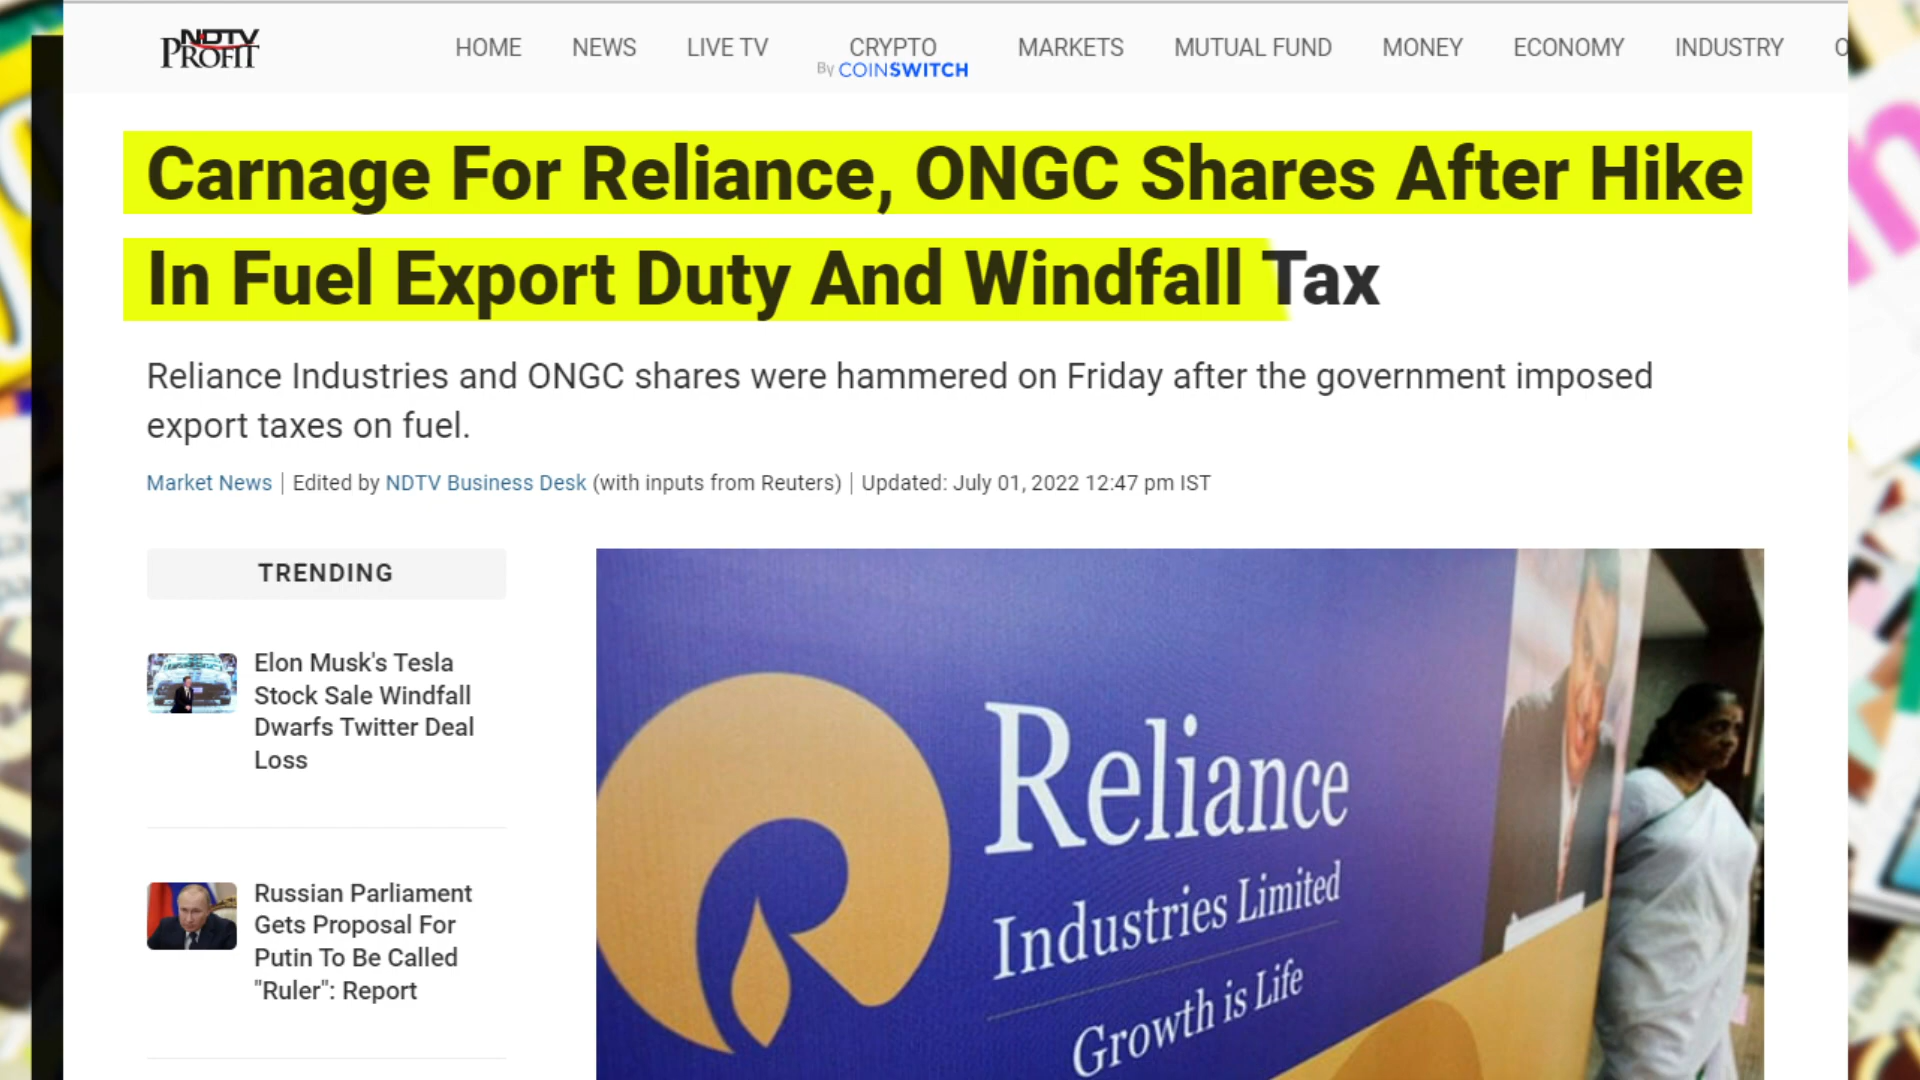 NDTV
PROFIT
HOME NEWS LIVE TV CRYPTO MARKETS MUTUAL FUND MONEY ECONOMY INDUSTRY
By COINSWITCH
Carnage For Reliance, ONGC Shares After Hike
In Fuel Export Duty And Windfall Tax
Reliance Industries and ONGC shares were hammered on Friday after the government imposed
export taxes on fuel.
Market News | Edited by NDTV Business Desk (with inputs from Reuters) | Updated: July 01, 2022 12:47 pm IST
TRENDING
Elon Musk's Tesla
Stock Sale Windfall
Dwarfs Twitter Deal
Loss
Russian Parliament
Gets Proposal For
Putin To Be Called
"Ruler": Report
Reliance
Industries Limited
Growth is Life